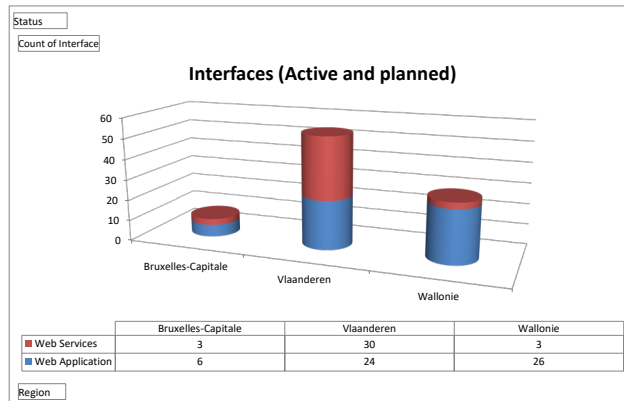 Status
Count of Interface
Interfaces (Active and planned)
60
50
40
30
20
10
0
Bruxelles-Capitale
Vlaanderen
Wallonie
Bruxelles-Capitale Vlaanderen Wallonie
Web Services 3 30 3
Web Application 6 24 26
Region